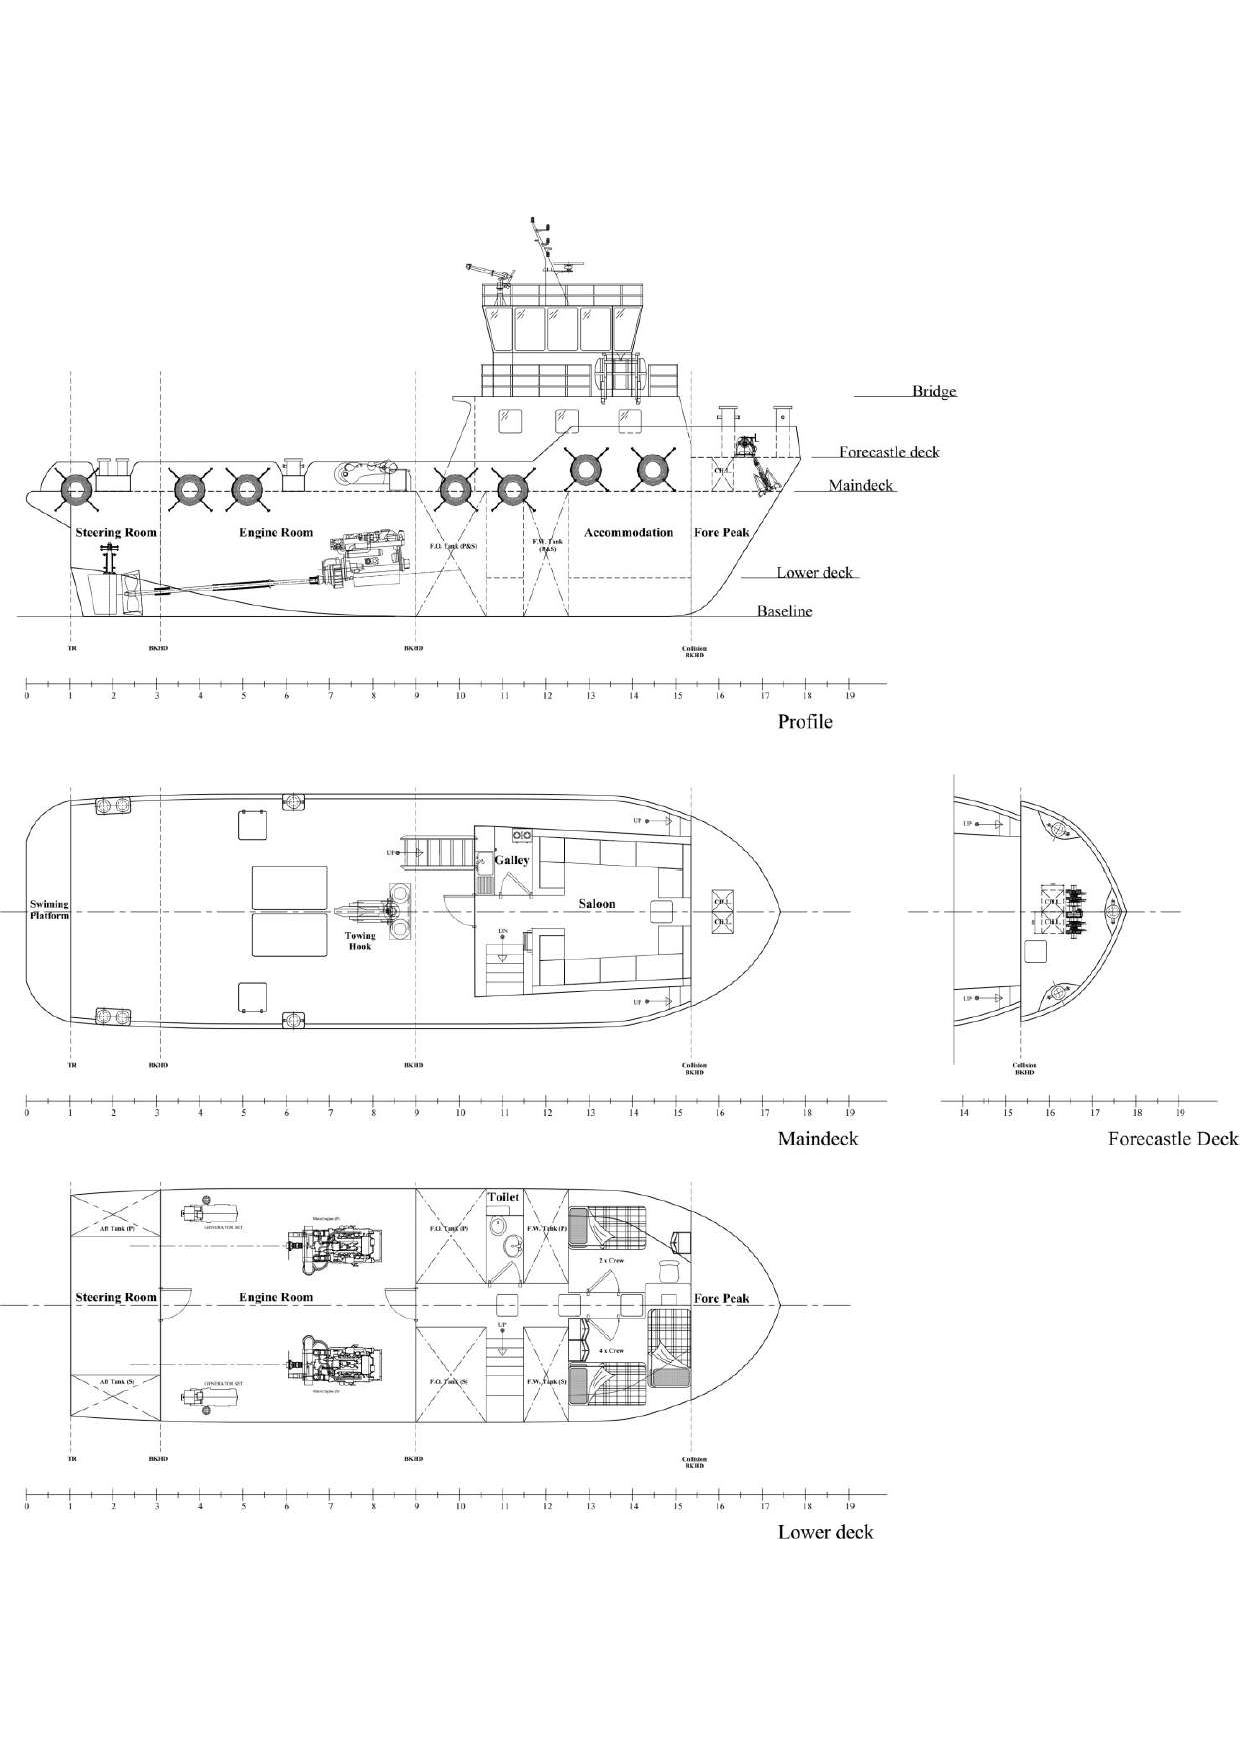 Bridge
Forecastle deck
Maindeck
Steering Room
Engine Room
F.O. Tank (P&S)
F.W. Tank
(P&S)
Accommodation
Fore Peak
CH.L.
Lower deck
Baseline
TR
BKHD
BKHD
Collision
BKHD
0 1 2 3 4 5 6 7 8 9 10 11 12 13 14 15 16 17 18 19
Profile
UP
UP
Galley
Swiming
Platform
Saloon
Towing
Hook
DN
CH.L.
CH.L.
UP
TR
BKHD
BKHD
Collision
BKHD
0 1 2 3 4 5 6 7 8 9 10 11 12 13 14 15 16 17 18 19
Maindeck
UP
CH.L.
CH.L.
UP
Collision
BKHD
14 15 16 17 18 19
Forecastle Deck
Toilet
Aft Tank (P)
GENERATOR SET
Main Engine (P)
F.O. Tank (P)
F.W. Tank (P)
2 x Crew
Steering Room
Engine Room
Fore Peak
UP
4 x Crew
Aft Tank (S)
GENERATOR SET
Main Engine (S)
F.O. Tank (S)
F.W. Tank (S)
TR
BKHD
BKHD
Collision
BKHD
0 1 2 3 4 5 6 7 8 9 10 11 12 13 14 15 16 17 18 19
Lower deck